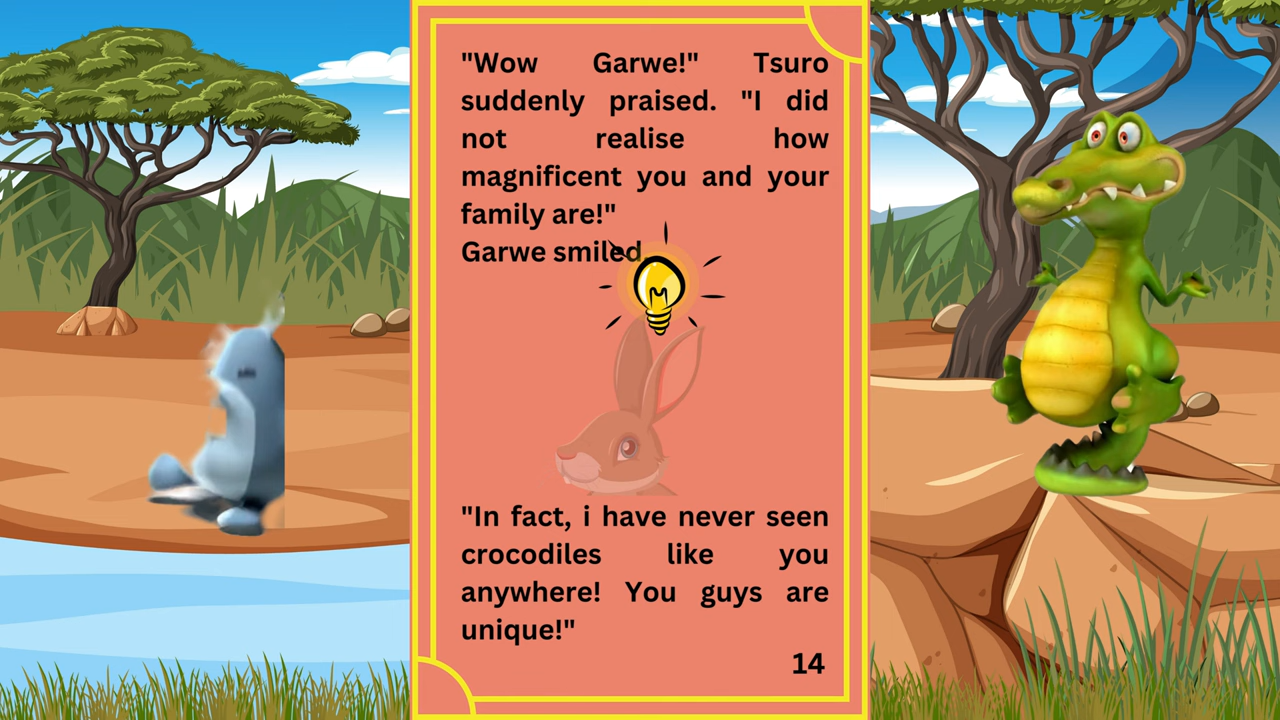 "Wow Garwe!" Tsuro
suddenly praised. "I did
not realise how
magnificent you and your
family are!"
Garwe smiled.
"In fact, i have never seen
crocodiles like you
anywhere! You guys are
unique!"
14